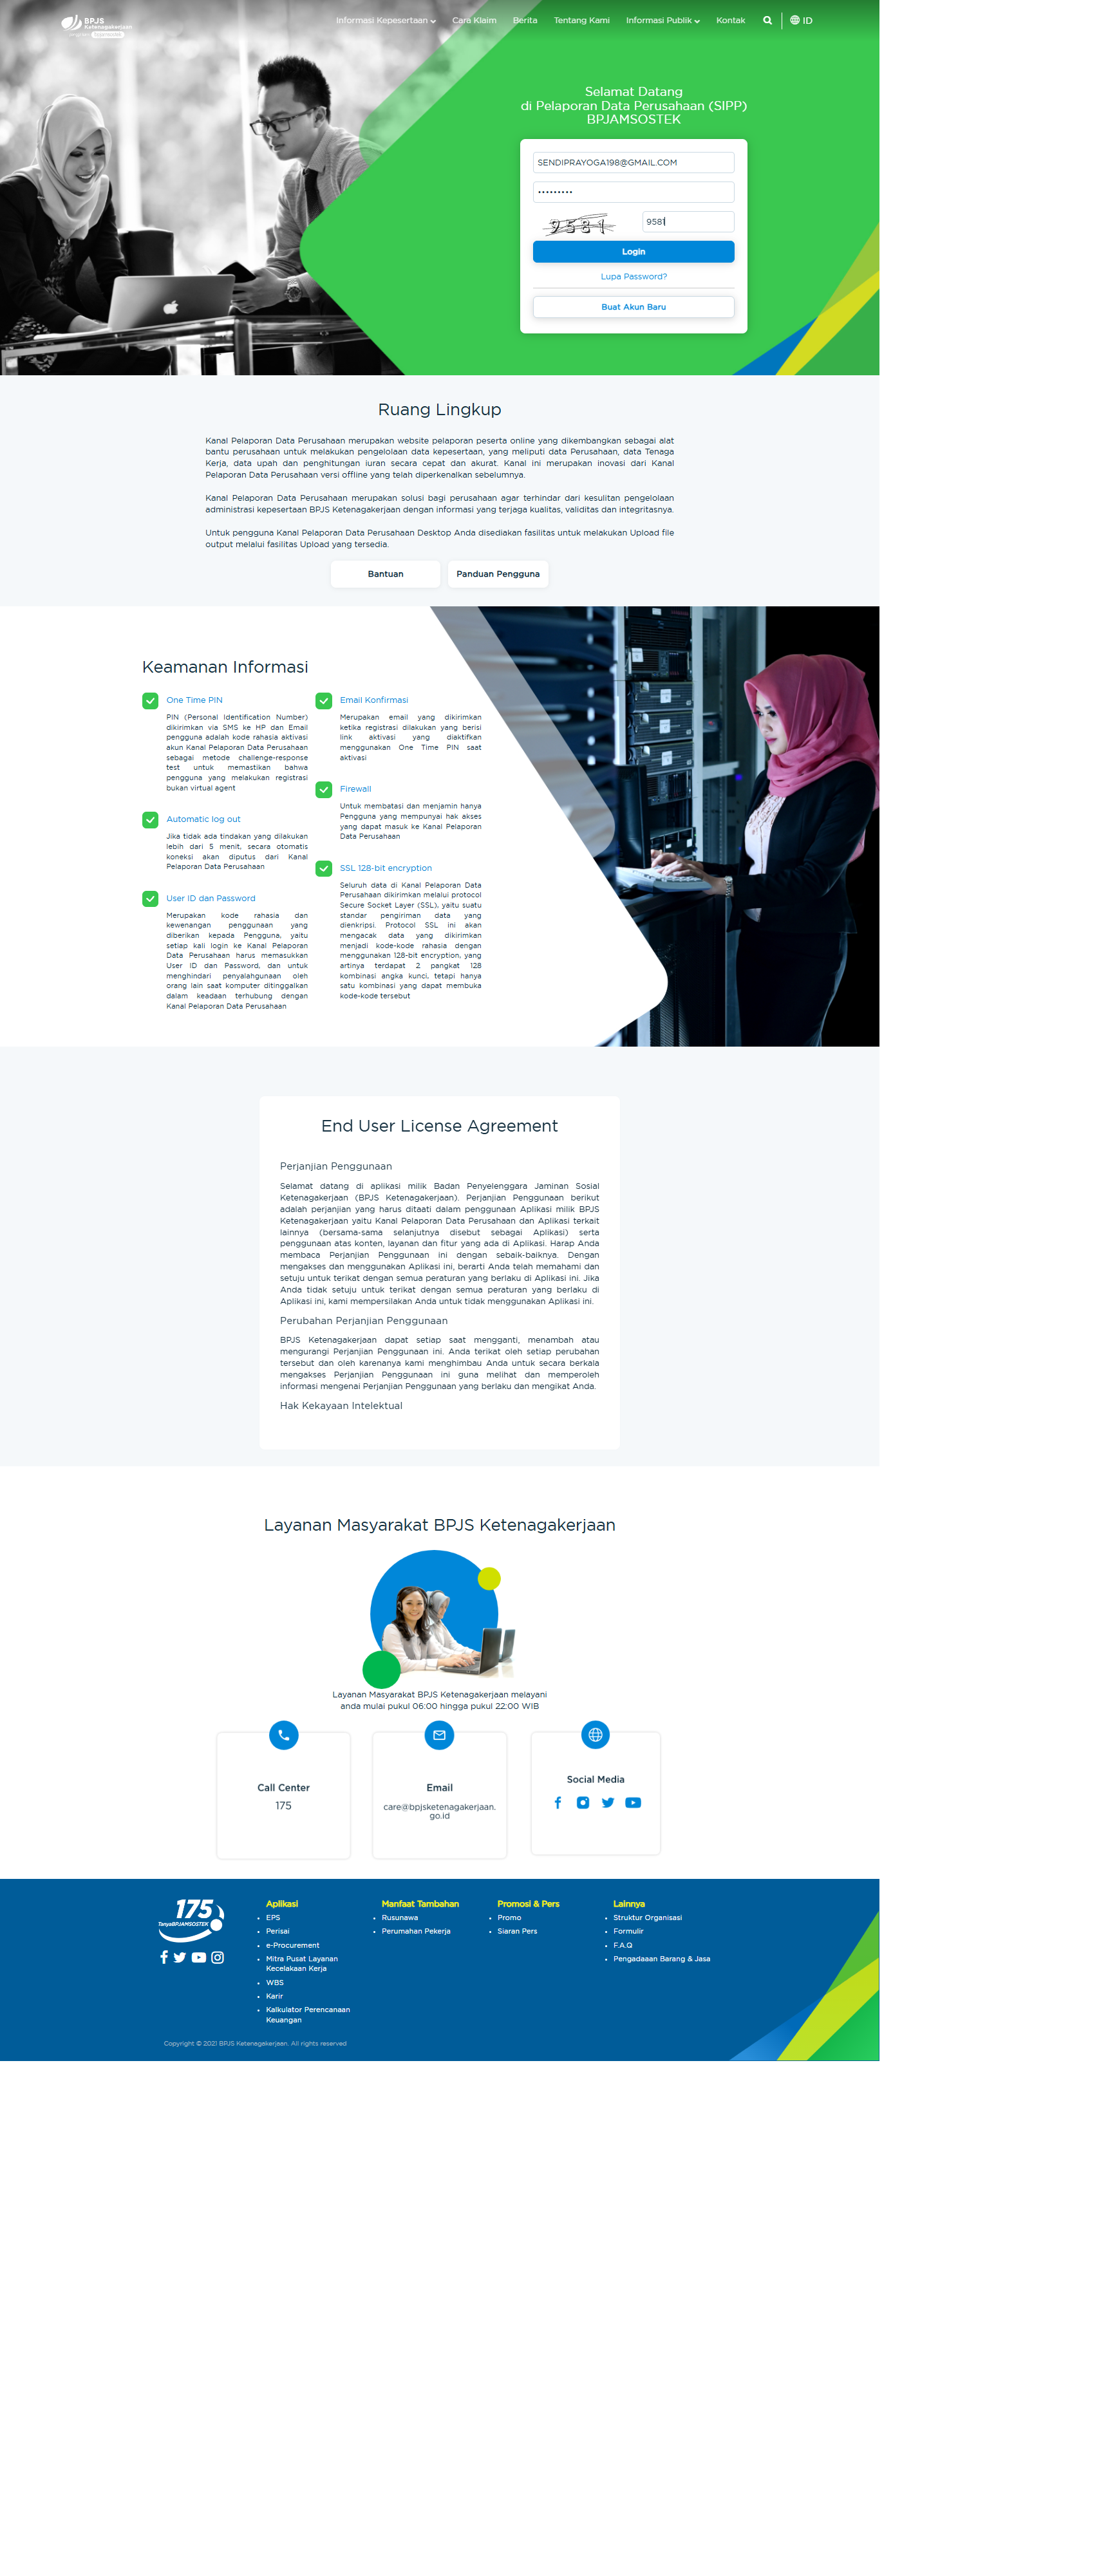 BPJS
Ketenagakerjaan
Informasi Kepesertaan
Cara Klaim
Berita
Tentang Kami
Informasi Publik
Kontak
ID
Selamat Datang
di Pelaporan Data Perusahaan (SIPP)
BPJAMSOSTEK
SENDIPRAYOGA198@GMAIL.COM
•••••••••
9581
9581
Login
Lupa Password?
Buat Akun Baru
Ruang Lingkup
Kanal Pelaporan Data Perusahaan merupakan website pelaporan peserta online yang dikembangkan sebagai alat
bantu perusahaan untuk melakukan pengelolaan data kepesertaan, yang meliputi data Perusahaan, data Tenaga
Kerja, data upah dan penghitungan iuran secara cepat dan akurat. Kanal ini merupakan inovasi dari Kanal
Pelaporan Data Perusahaan versi offline yang telah diperkenalkan sebelumnya.
Kanal Pelaporan Data Perusahaan merupakan solusi bagi perusahaan agar terhindar dari kesulitan pengelolaan
administrasi kepesertaan BPJS Ketenagakerjaan dengan informasi yang terjaga kualitas, validitas dan integritasnya.
Untuk pengguna Kanal Pelaporan Data Perusahaan Desktop Anda disediakan fasilitas untuk melakukan Upload file
output melalui fasilitas Upload yang tersedia.
Bantuan
Panduan Pengguna
Keamanan Informasi
One Time PIN
PIN (Personal Identification Number)
dikirimkan via SMS ke HP dan Email
pengguna adalah kode rahasia aktivasi
akun Kanal Pelaporan Data Perusahaan
sebagai metode challenge-response
test untuk memastikan bahwa
pengguna yang melakukan registrasi
bukan virtual agent
Automatic log out
Jika tidak ada tindakan yang dilakukan
lebih dari 5 menit, secara otomatis
koneksi akan diputus dari Kanal
Pelaporan Data Perusahaan
User ID dan Password
Merupakan kode rahasia dan
kewenangan penggunaan yang
diberikan kepada Pengguna, yaitu
setiap kali login ke Kanal Pelaporan
Data Perusahaan harus memasukkan
User ID dan Password, dan untuk
menghindari penyalahgunaan oleh
orang lain saat komputer ditinggalkan
dalam keadaan terhubung dengan
Kanal Pelaporan Data Perusahaan
Email Konfirmasi
Merupakan email yang dikirimkan
ketika registrasi dilakukan yang berisi
link aktivasi yang diaktifkan
menggunakan One Time PIN saat
aktivasi
Firewall
Untuk membatasi dan menjamin hanya
Pengguna yang mempunyai hak akses
yang dapat masuk ke Kanal Pelaporan
Data Perusahaan
SSL 128-bit encryption
Seluruh data di Kanal Pelaporan Data
Perusahaan dikirimkan melalui protocol
Secure Socket Layer (SSL), yaitu suatu
standar pengiriman data yang
dienkripsi. Protocol SSL ini akan
mengacak data yang dikirimkan
menjadi kode-kode rahasia dengan
menggunakan 128-bit encryption, yang
artinya terdapat 2 pangkat 128
kombinasi angka kunci, tetapi hanya
satu kombinasi yang dapat membuka
kode-kode tersebut
End User License Agreement
Perjanjian Penggunaan
Selamat datang di aplikasi milik Badan Penyelenggara Jaminan Sosial
Ketenagakerjaan (BPJS Ketenagakerjaan). Perjanjian Penggunaan berikut
adalah perjanjian yang harus ditaati dalam penggunaan Aplikasi milik BPJS
Ketenagakerjaan yaitu Kanal Pelaporan Data Perusahaan dan Aplikasi terkait
lainnya (bersama-sama selanjutnya disebut sebagai Aplikasi) serta
penggunaan atas konten, layanan dan fitur yang ada di Aplikasi. Harap Anda
membaca Perjanjian Penggunaan ini dengan sebaik-baiknya. Dengan
mengakses dan menggunakan Aplikasi ini, berarti Anda telah memahami dan
setuju untuk terikat dengan semua peraturan yang berlaku di Aplikasi ini. Jika
Anda tidak setuju untuk terikat dengan semua peraturan yang berlaku di
Aplikasi ini, kami mempersilakan Anda untuk tidak menggunakan Aplikasi ini.
Perubahan Perjanjian Penggunaan
BPJS Ketenagakerjaan dapat setiap saat mengganti, menambah atau
mengurangi Perjanjian Penggunaan ini. Anda terikat oleh setiap perubahan
tersebut dan oleh karenanya kami menghimbau Anda untuk secara berkala
mengakses Perjanjian Penggunaan ini guna melihat dan memperoleh
informasi mengenai Perjanjian Penggunaan yang berlaku dan mengikat Anda.
Hak Kekayaan Intelektual
Layanan Masyarakat BPJS Ketenagakerjaan
Layanan Masyarakat BPJS Ketenagakerjaan melayani
anda mulai pukul 06:00 hingga pukul 22:00 WIB
Call Center
175
Email
care@bpjsketenagakerjaan.
go.id
Social Media
175
TanyaBPJAMSOSTEK
Aplikasi
EPS
Perisai
e-Procurement
Mitra Pusat Layanan
Kecelakaan Kerja
WBS
Karir
Kalkulator Perencanaan
Keuangan
Manfaat Tambahan
Rusunawa
Perumahan Pekerja
Promosi & Pers
Promo
Siaran Pers
Lainnya
Struktur Organisasi
Formulir
F.A.Q
Pengadaaan Barang & Jasa
Copyright © 2021 BPJS Ketenagakerjaan. All rights reserved